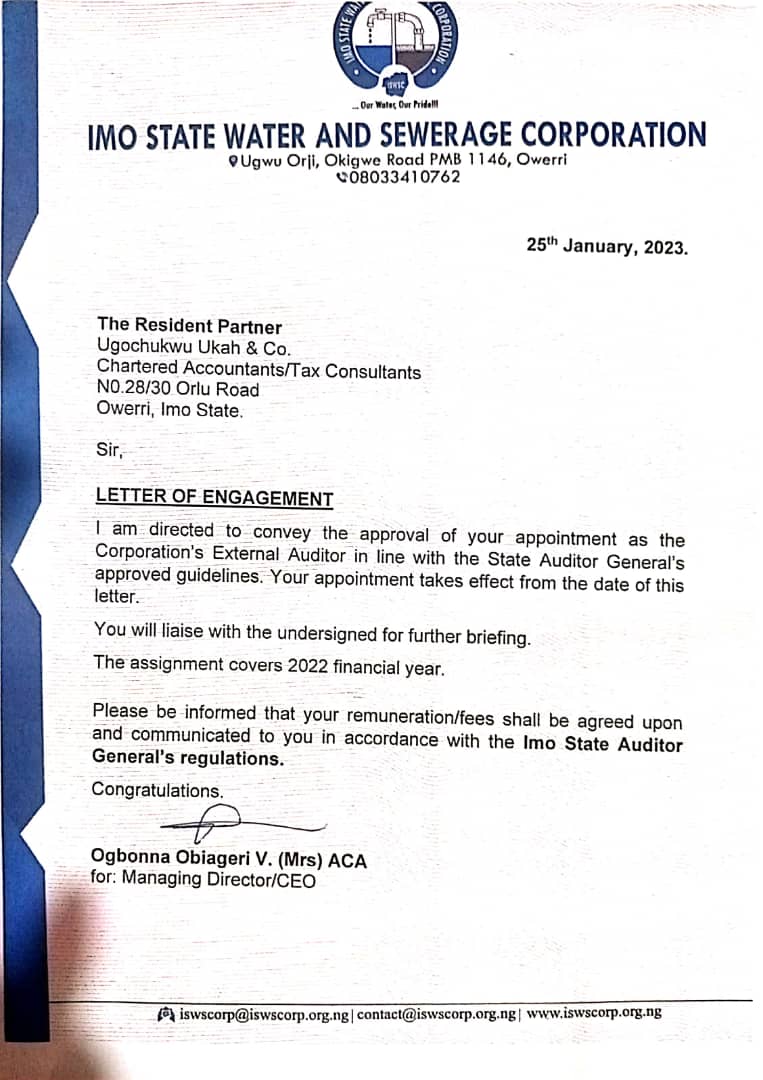 IMO STATE WATER CORPORATION
ISWSC
... Our Water, Our Pride!!!
IMO STATE WATER AND SEWERAGE CORPORATION
Ugwu Orji, Okigwe Road PMB 1146, Owerri
08033410762
25th January, 2023.
The Resident Partner
Ugochukwu Ukah & Co.
Chartered Accountants/Tax Consultants
N0.28/30 Orlu Road
Owerri, Imo State.
Sir,
LETTER OF ENGAGEMENT
I am directed to convey the approval of your appointment as the
Corporation's External Auditor in line with the State Auditor General's
approved guidelines. Your appointment takes effect from the date of this
letter.
You will liaise with the undersigned for further briefing.
The assignment covers 2022 financial year.
Please be informed that your remuneration/fees shall be agreed upon
and communicated to you in accordance with the Imo State Auditor
General's regulations.
Congratulations.
Ogbonna Obiageri V. (Mrs) ACA
for: Managing Director/CEO
iswscorp@iswscorp.org.ng| contact@iswscorp.org.ng| www.iswscorp.org.ng